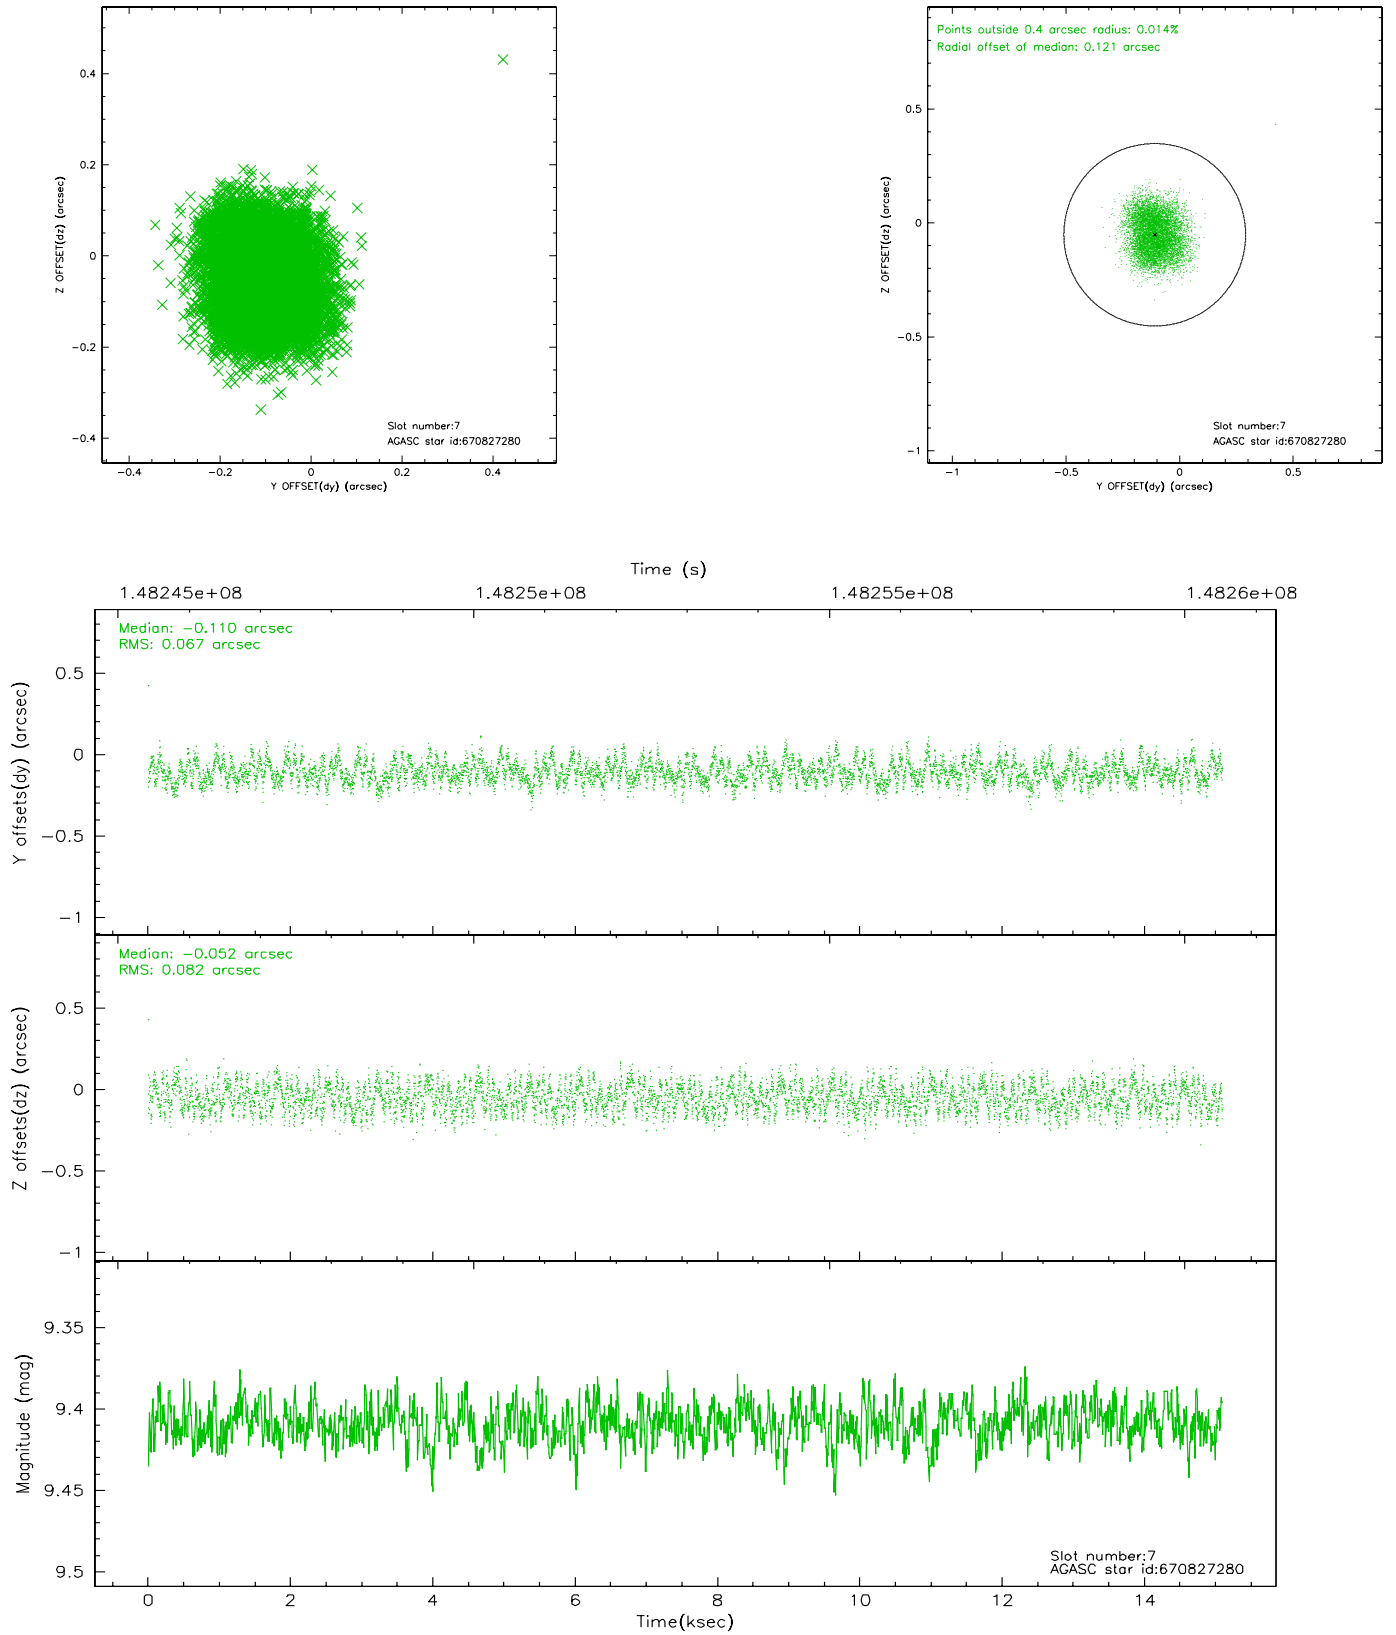 0.4
0.2
0
−0.2
−0.4
Z OFFSET(dz) (arcsec)
Slot number:7
AGASC star id:670827280
−0.4
−0.2
0
0.2
0.4
Y OFFSET(dy) (arcsec)
Points outside 0.4 arcsec radius: 0.014%
Radial offset of median: 0.121 arcsec
0.5
0
−0.5
−1
Z OFFSET(dz) (arcsec)
Slot number:7
AGASC star id:670827280
−1
−0.5
0
0.5
Y OFFSET(dy) (arcsec)
Time (s)
1.48245e+08
1.4825e+08
1.48255e+08
1.4826e+08
Median: −0.110 arcsec
RMS: 0.067 arcsec
0.5
0
−0.5
−1
Y offsets(dy) (arcsec)
Median: −0.052 arcsec
RMS: 0.082 arcsec
0.5
0
−0.5
−1
Z offsets(dz) (arcsec)
9.35
9.4
9.45
9.5
Magnitude (mag)
Slot number:7
AGASC star id:670827280
0
2
4
6
8
10
12
14
Time(ksec)